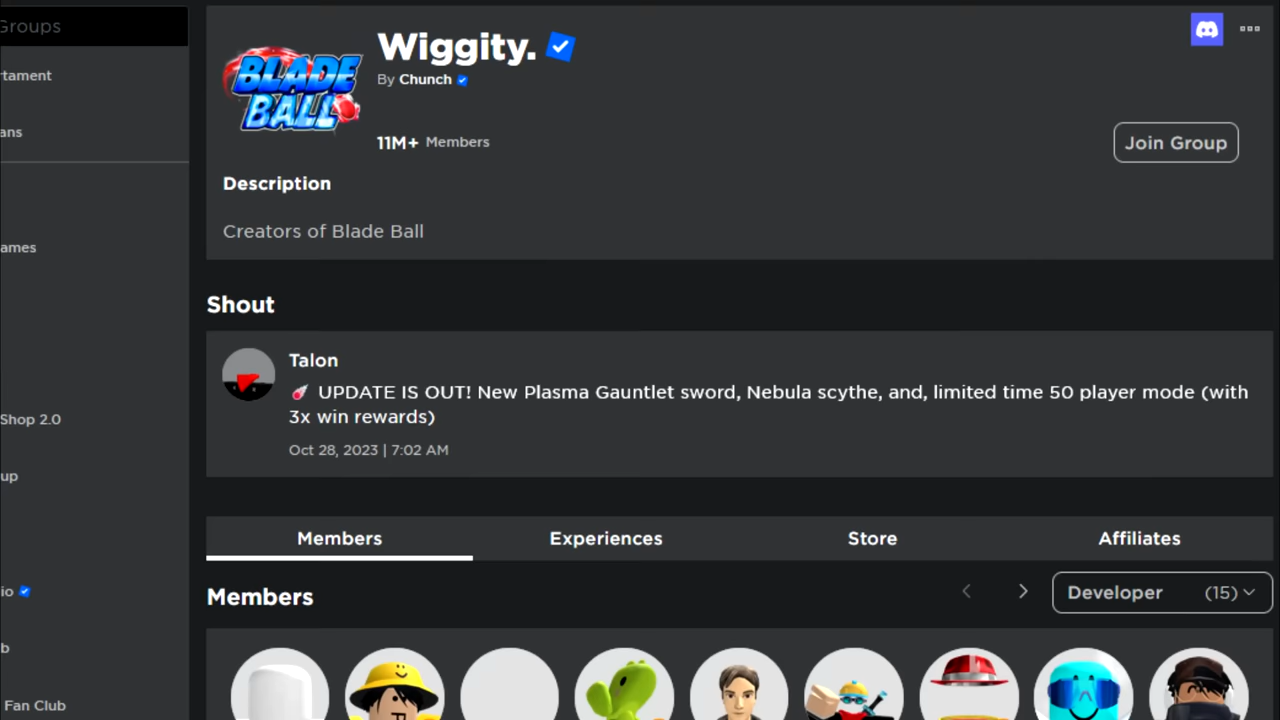 Groups
Wiggity.
BLADE
BALL
By Chunch
rtament
ans
11M+ Members
Join Group
Description
Creators of Blade Ball
ames
Shout
Talon
UPDATE IS OUT! New Plasma Gauntlet sword, Nebula scythe, and, limited time 50 player mode (with
3x win rewards)
Shop 2.0
Oct 28, 2023 | 7:02 AM
up
Members
Experiences
Store
Affiliates
io
Members
Developer (15)
b
Fan Club